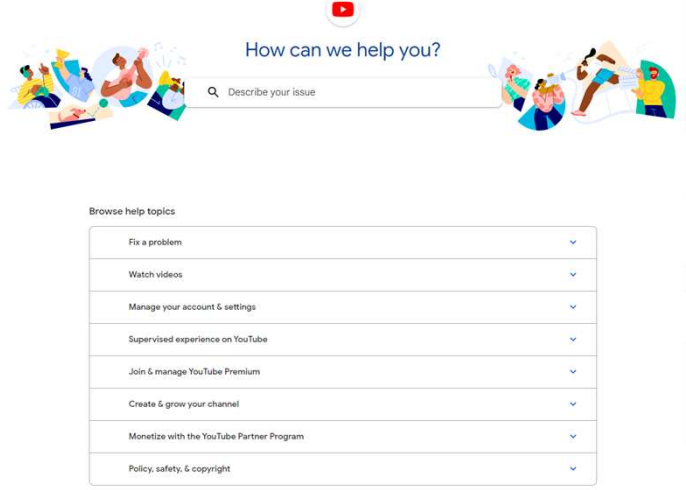 How can we help you?
Describe your issue
Browse help topics
Fix a problem
Watch videos
Manage your account & settings
Supervised experience on YouTube
Join & manage YouTube Premium
Create & grow your channel
Monetize with the YouTube Partner Program
Policy, safety, & copyright